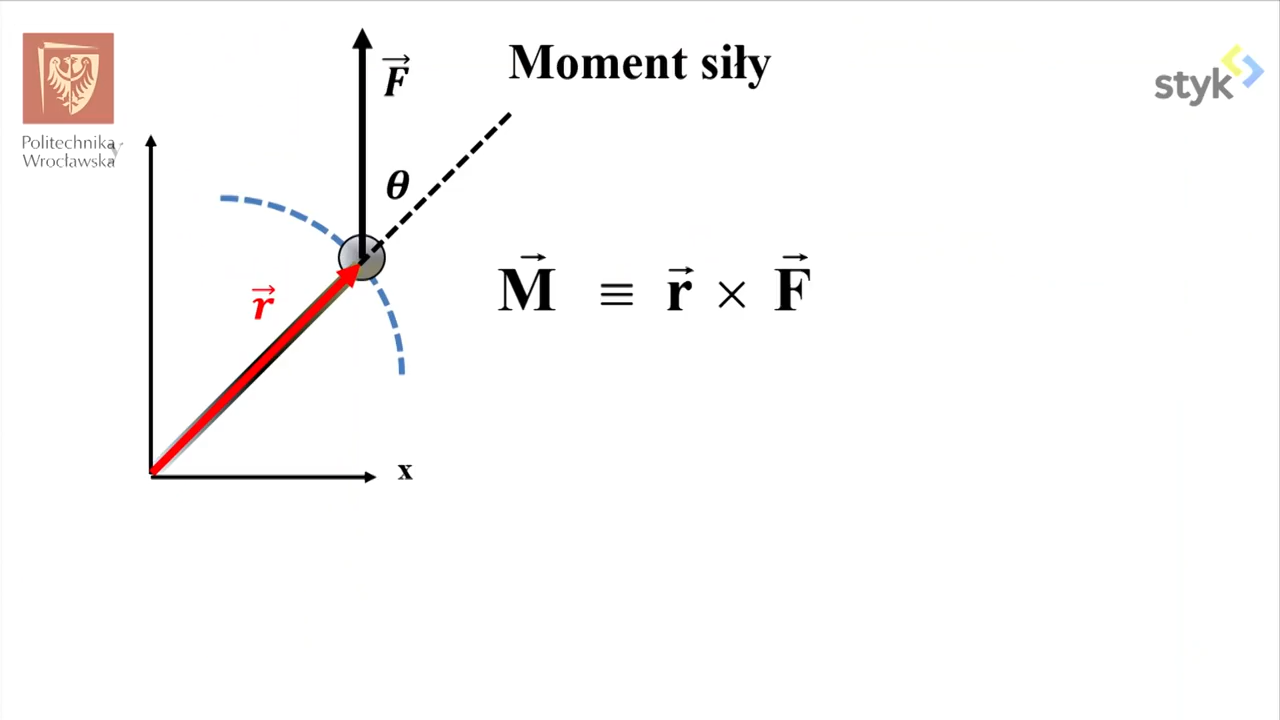 Moment siły
Politechnika
Wrocławska
styk
y
F⃗
θ
r⃗
M⃗ ≡ r⃗ × F⃗
x